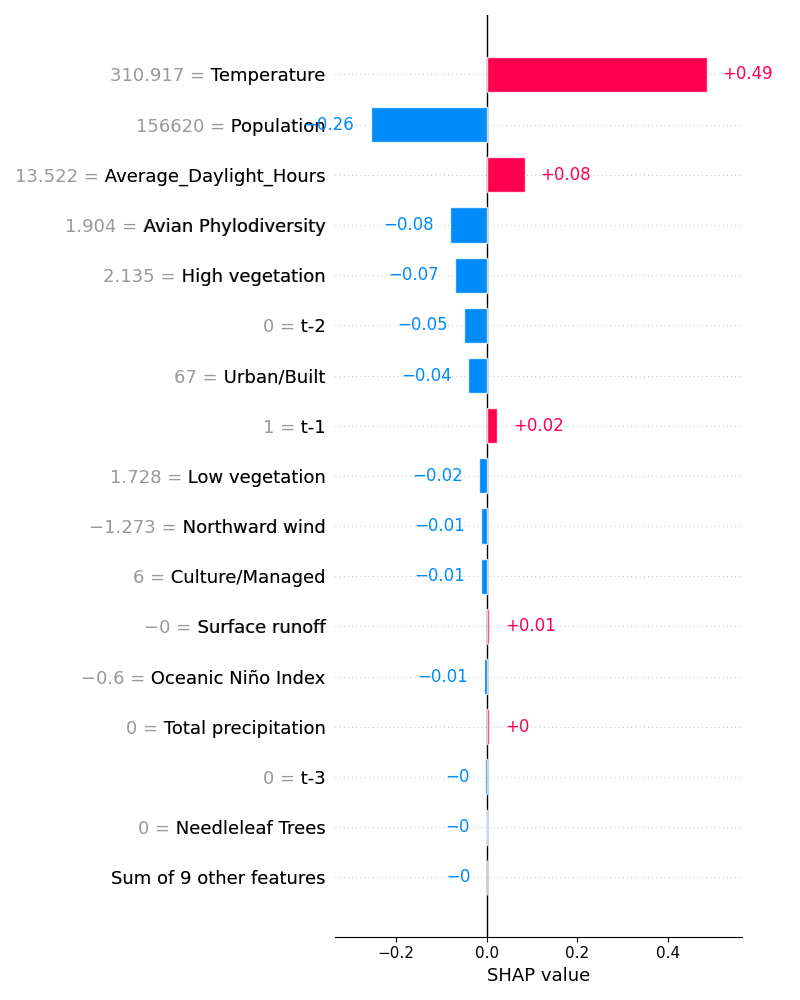 310.917 = Temperature +0.49
156620 = Population −0.26
13.522 = Average_Daylight_Hours +0.08
1.904 = Avian Phylodiversity −0.08
2.135 = High vegetation −0.07
0 = t-2 −0.05
67 = Urban/Built −0.04
1 = t-1 +0.02
1.728 = Low vegetation −0.02
−1.273 = Northward wind −0.01
6 = Culture/Managed −0.01
−0 = Surface runoff +0.01
−0.6 = Oceanic Niño Index −0.01
0 = Total precipitation +0
0 = t-3 −0
0 = Needleleaf Trees −0
Sum of 9 other features −0
−0.2 0.0 0.2 0.4
SHAP value